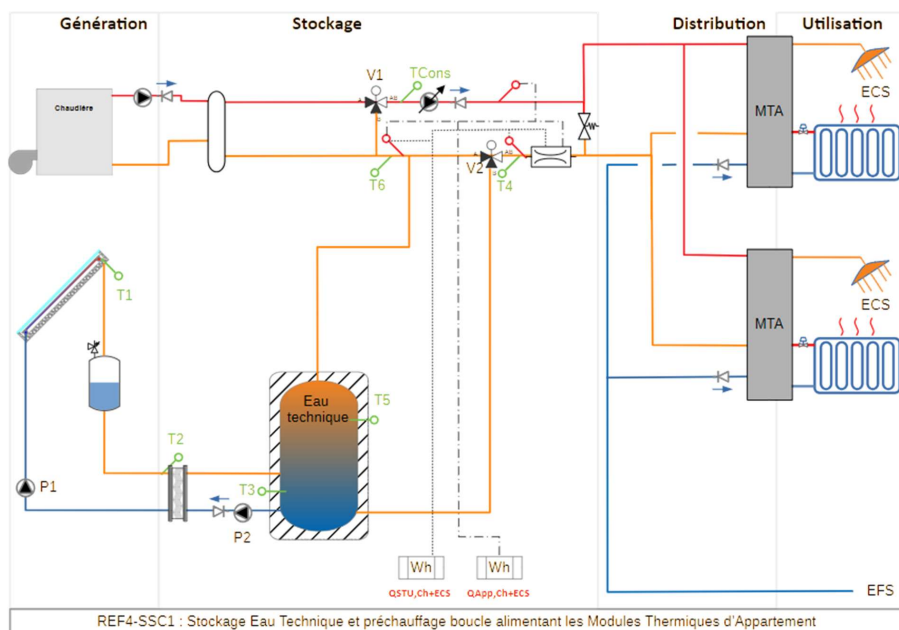 Génération
Stockage
Distribution
Utilisation
Chaudière
V1
TCons
MTA
ECS
T6
V2
T4
T1
MTA
ECS
Eau
technique
T5
T2
T3
P1
P2
Wh
Wh
QSTU,Ch+ECS
QApp,Ch+ECS
EFS
REF4-SSC1 : Stockage Eau Technique et préchauffage boucle alimentant les Modules Thermiques d'Appartement